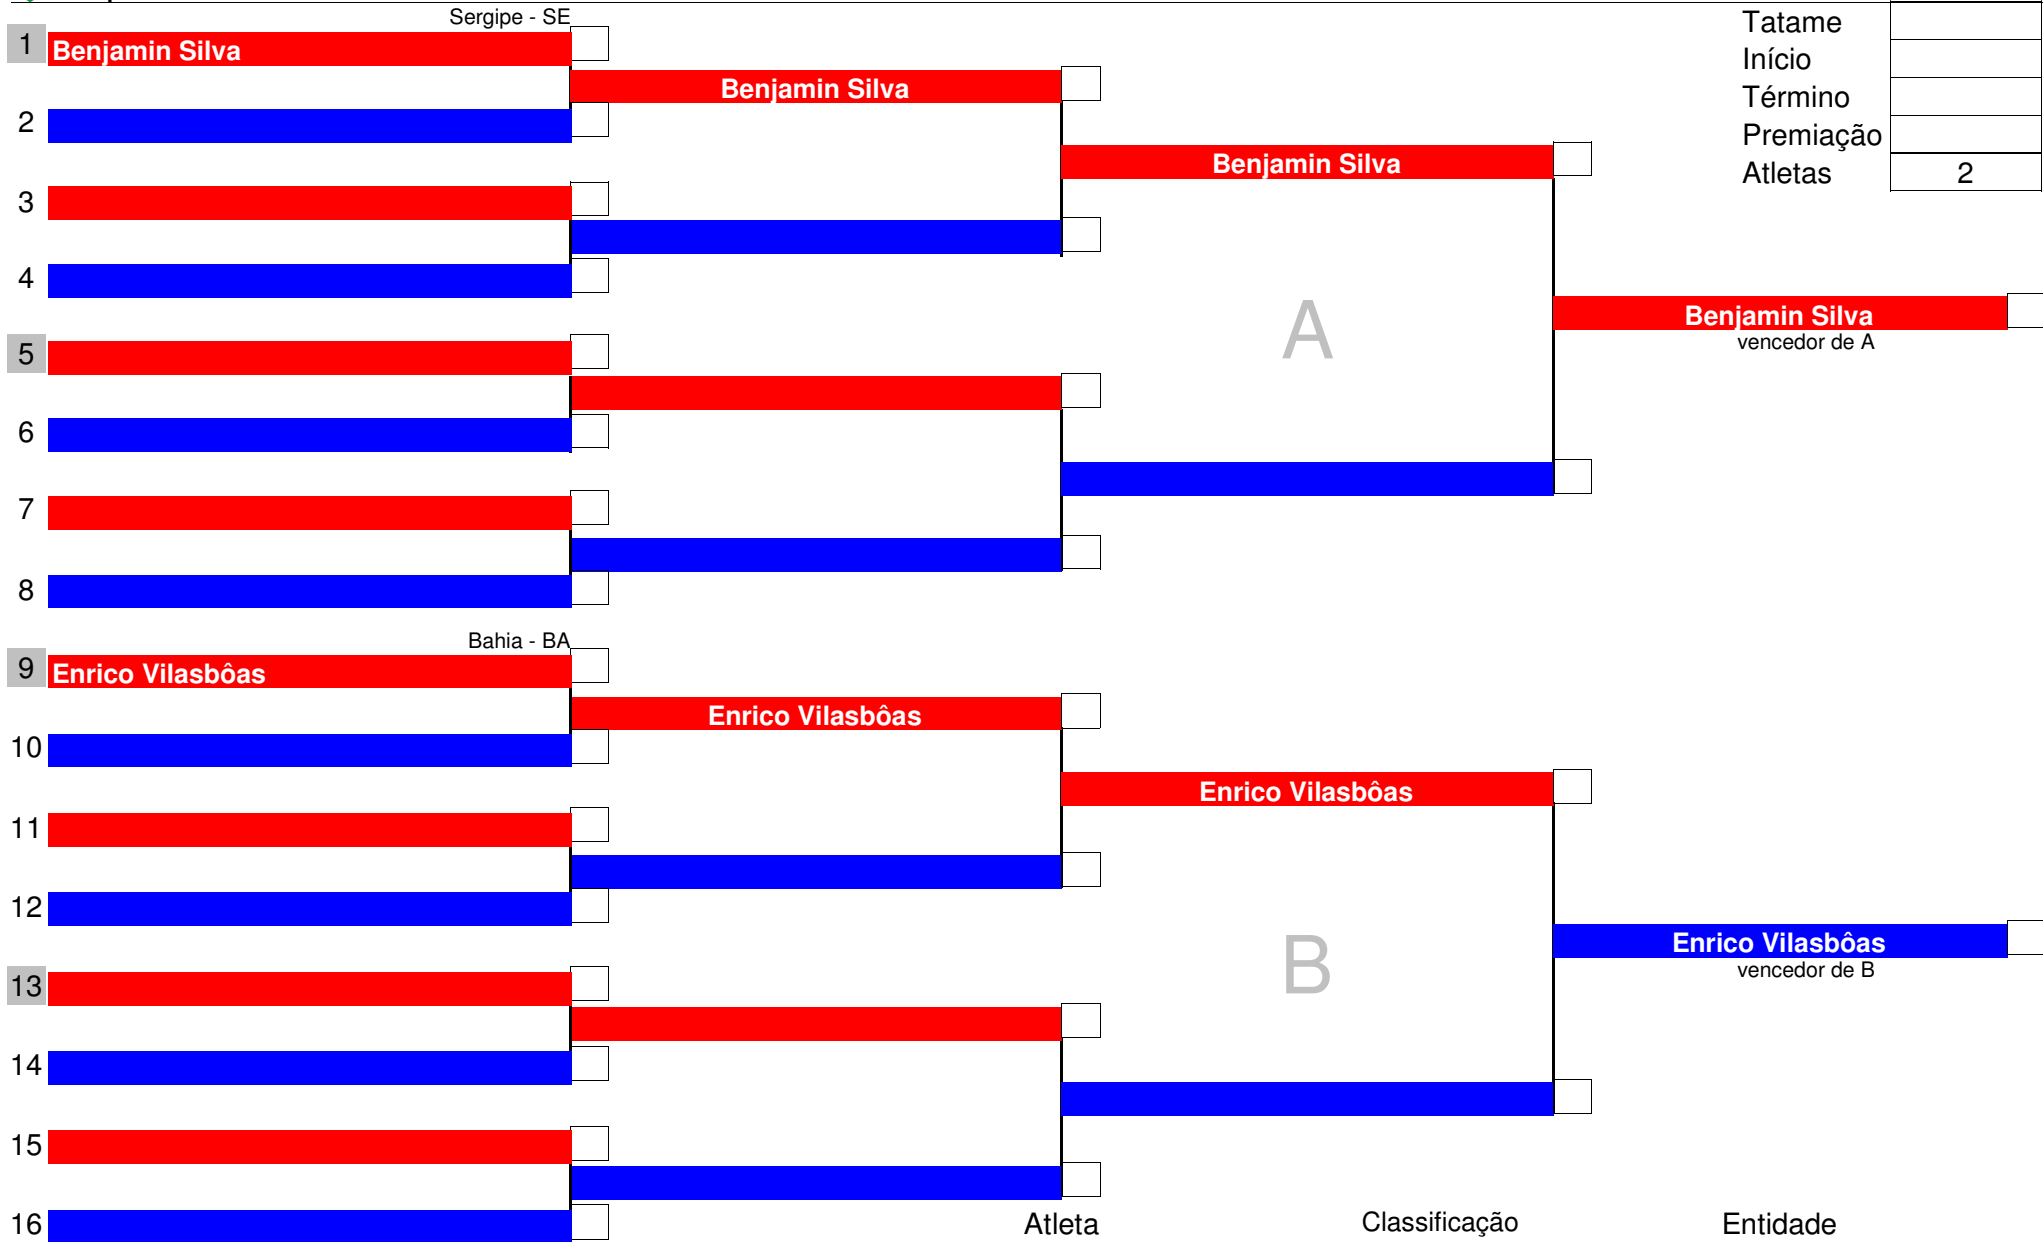 Sergipe - SE
Tatame
1 Benjamin Silva
Início
Benjamin Silva
Término
2
Premiação
Benjamin Silva
Atletas 2
3
4
Benjamin Silva
A
vencedor de A
5
6
7
8
Bahia - BA
9 Enrico Vilasbôas
Enrico Vilasbôas
10
Enrico Vilasbôas
11
12
Enrico Vilasbôas
B
vencedor de B
13
14
15
16
Atleta Classificação Entidade